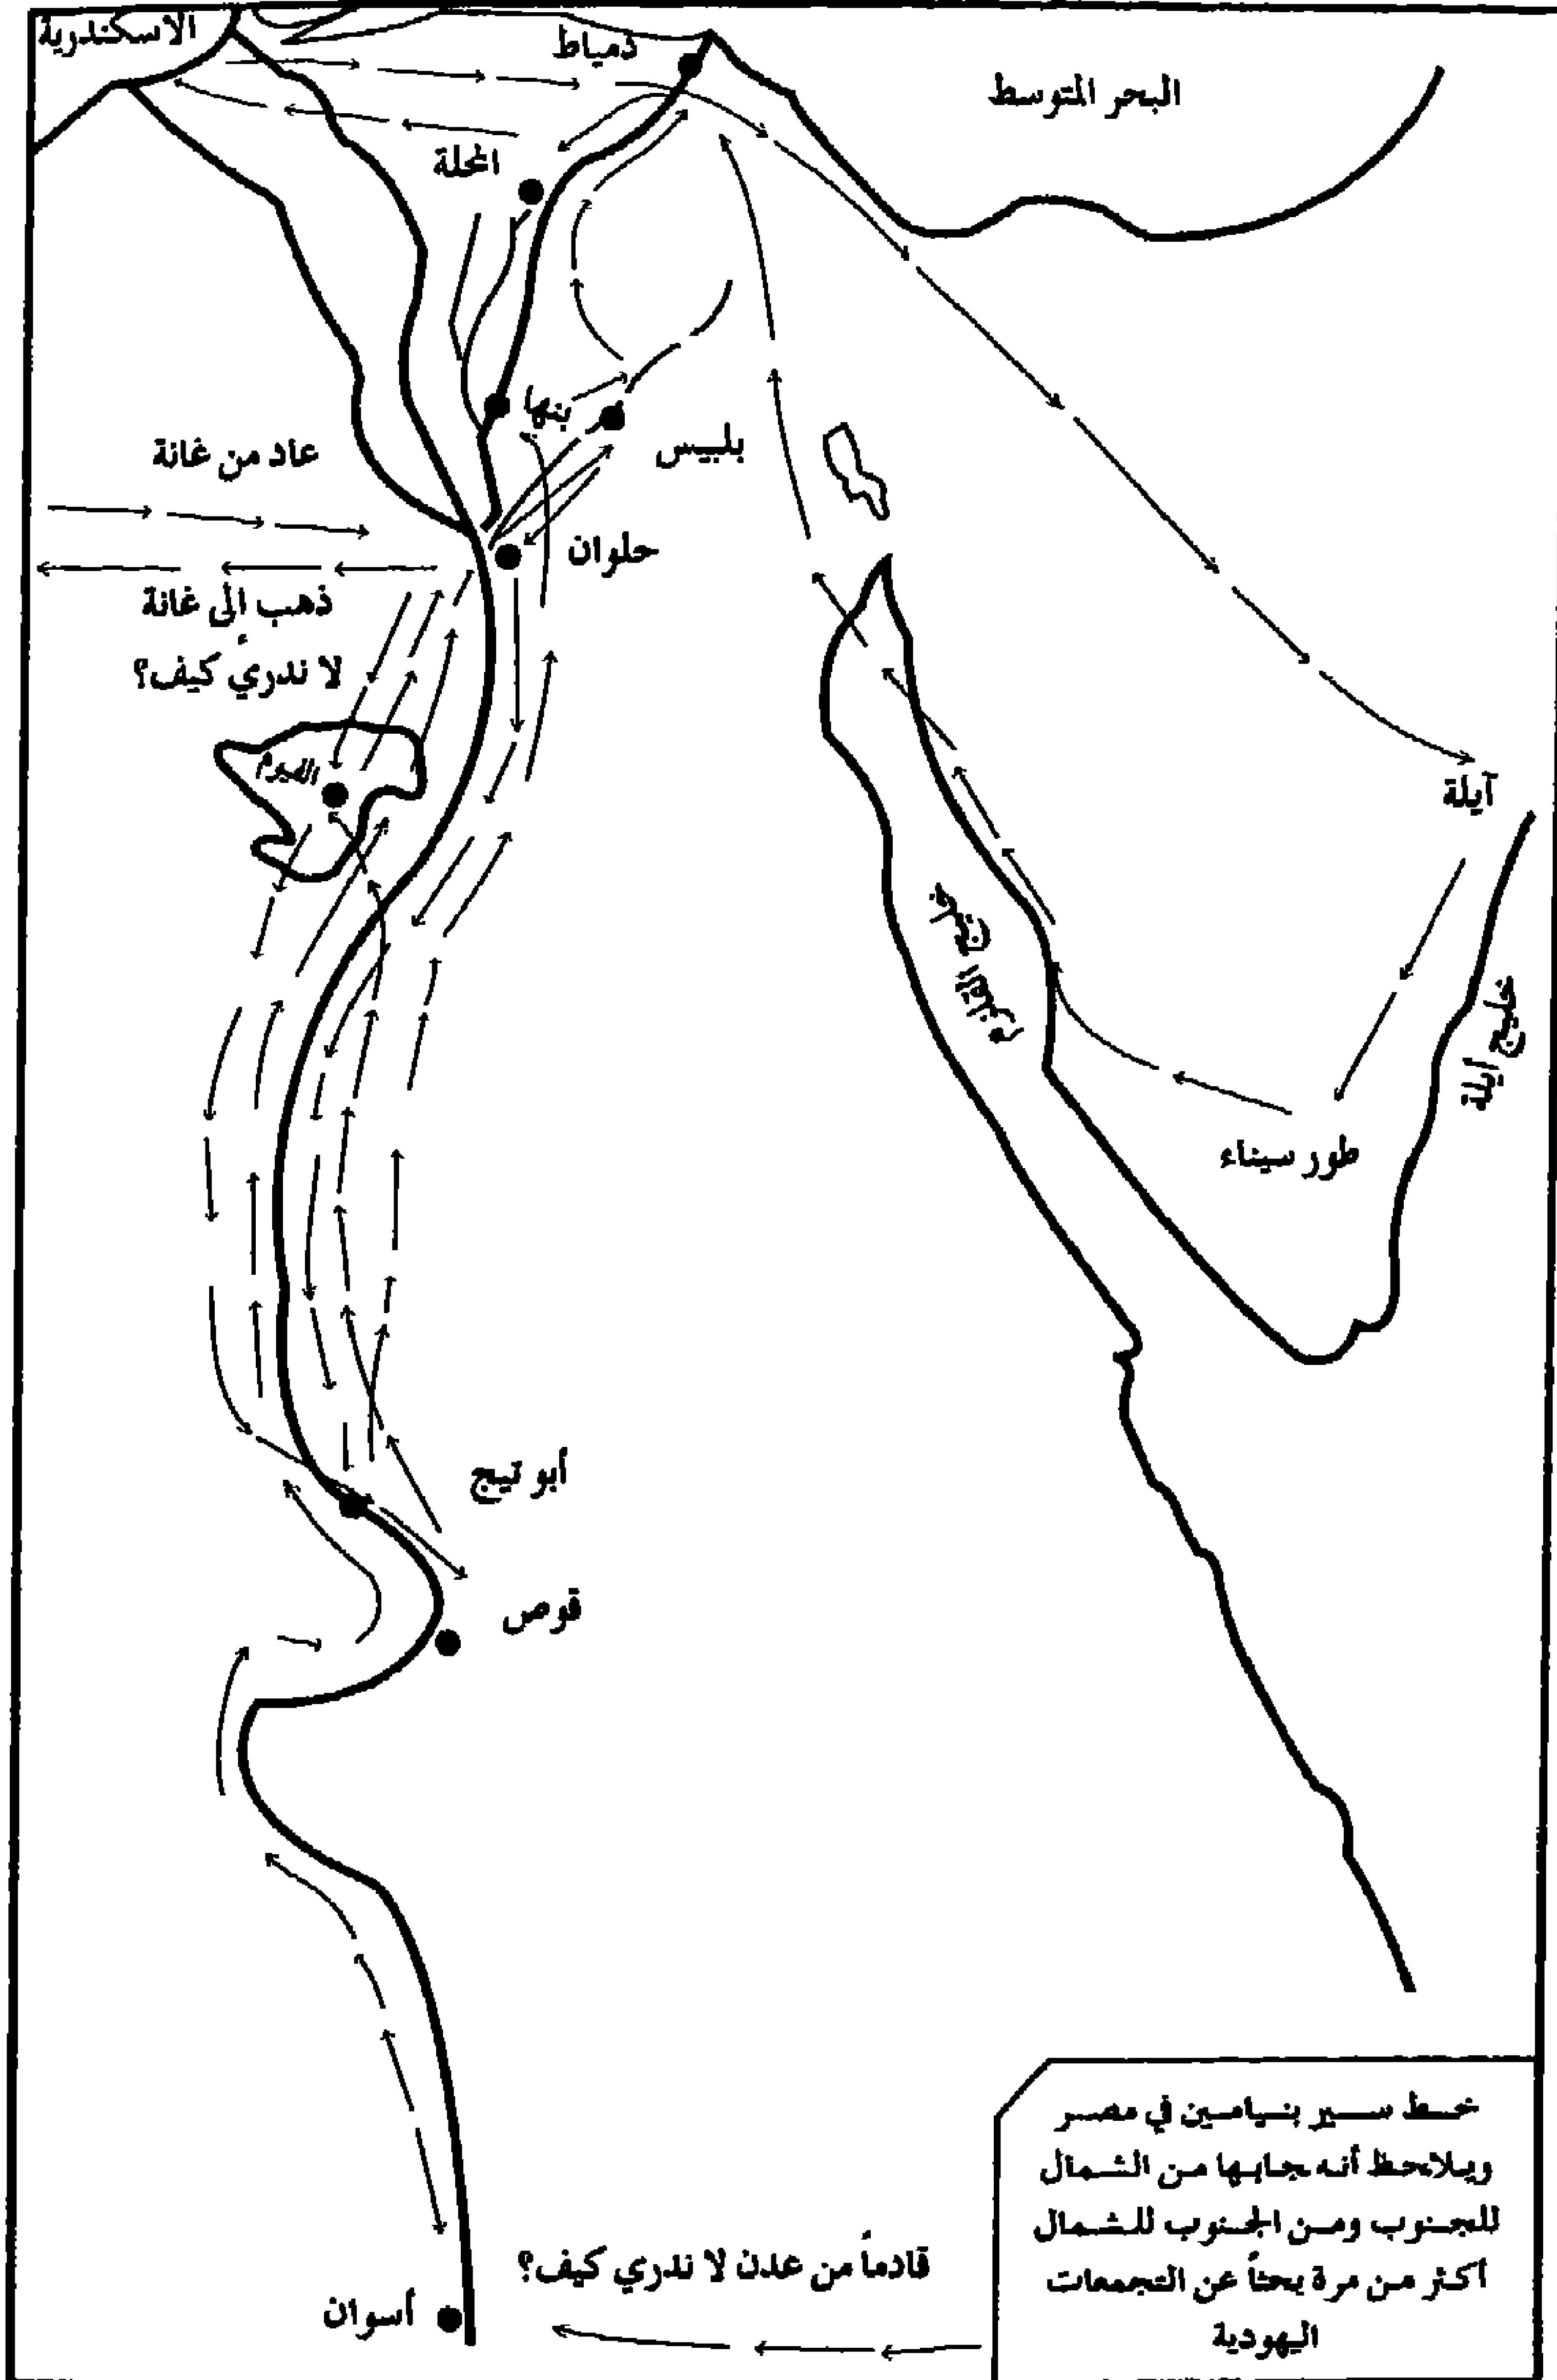 الاسكندرية
دمياط
البحر المتوسط
المحلة
بنها
بلبيس
عاد من غانة
حلوان
ذهب إلى غانة
لا ندري كيف؟
الفيوم
آيلة
خليج القلزم
خليج أيلة
طور سيناء
أبو تيج
قوص
خط سير بنيامين في مصر
ويلاحظ أنه جابها من الشمال
للجنوب ومن الجنوب للشمال
أكثر من مرة بحثاً عن التجمعات
اليهودية
قادماً من عدن لا ندري كيف؟
أسوان